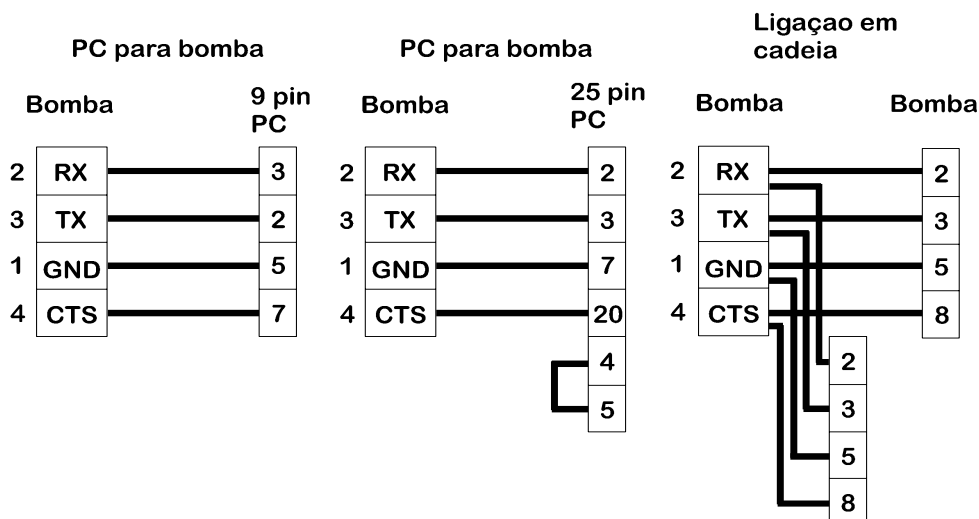 PC para bomba
Bomba
9 pin
PC
2 RX 3
3 TX 2
1 GND 5
4 CTS 7
PC para bomba
Bomba
25 pin
PC
2 RX 2
3 TX 3
1 GND 7
4 CTS 20
4
5
Ligaçao em
cadeia
Bomba
Bomba
2 RX 2
3 TX 3
1 GND 5
4 CTS 8
2
3
5
8